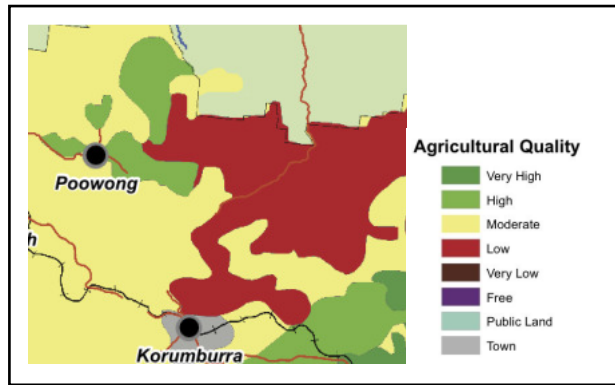 Poowong
h
Korumburra
Agricultural Quality
Very High
High
Moderate
Low
Very Low
Free
Public Land
Town